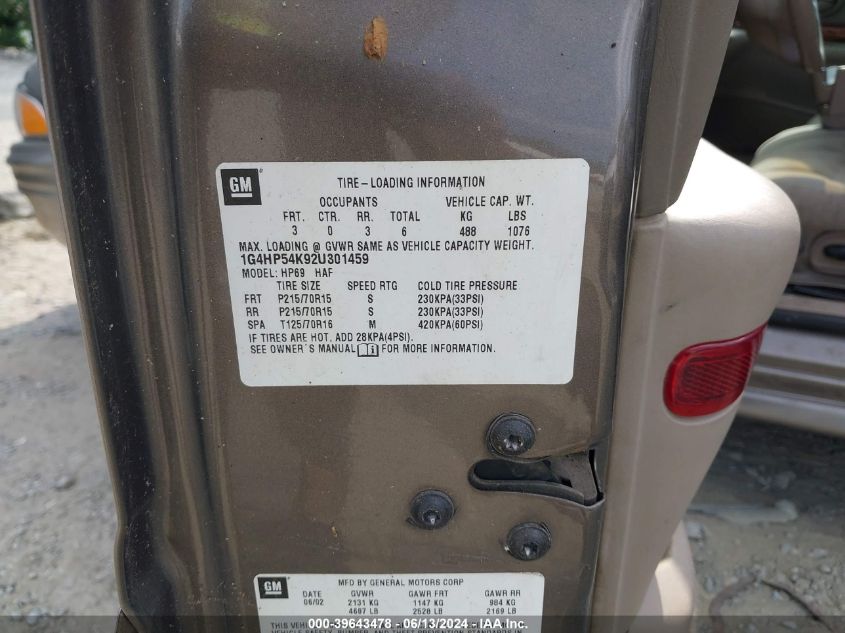 GM
TIRE-LOADING INFORMATION
OCCUPANTS VEHICLE CAP. WT.
FRT. CTR. RR. TOTAL KG LBS
3 0 3 6 488 1076
MAX. LOADING @ GVWR SAME AS VEHICLE CAPACITY WEIGHT.
1G4HP54K92U301459
MODEL: HP69 HAF
TIRE SIZE SPEED RTG COLD TIRE PRESSURE
FRT P215/70R15 S 230KPA(33PSI)
RR P215/70R15 S 230KPA(33PSI)
SPA T125/70R16 M 420KPA(60PSI)
IF TIRES ARE HOT, ADD 28KPA(4PSI).
SEE OWNER'S MANUAL i FOR MORE INFORMATION.
GM
MFD BY GENERAL MOTORS CORP
DATE GVWR GAWR FRT GAWR RR
06/02 2131 KG 1147 KG 984 KG
4697 LB 2528 LB 2169 LB
THIS VEHI
000-39643478 - 06/13/2024 - IAA Inc.